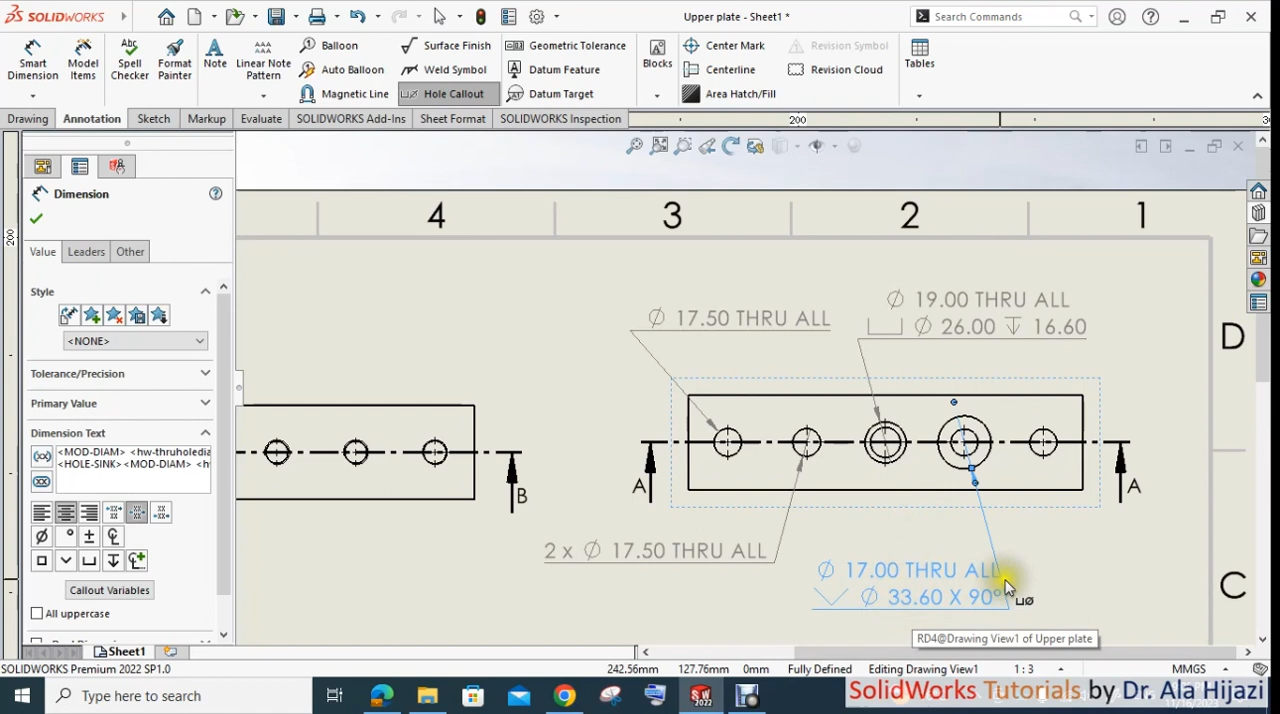 SOLIDWORKS
Upper plate - Sheet1 *
Search Commands
Smart Dimension
Model Items
Spell Checker
Format Painter
Note
Linear Note Pattern
Balloon
Auto Balloon
Magnetic Line
Surface Finish
Weld Symbol
Hole Callout
Geometric Tolerance
Datum Feature
Datum Target
Blocks
Center Mark
Centerline
Area Hatch/Fill
Revision Symbol
Revision Cloud
Tables
Drawing
Annotation
Sketch
Markup
Evaluate
SOLIDWORKS Add-Ins
Sheet Format
SOLIDWORKS Inspection
200
200
Dimension
Value
Leaders
Other
Style
<NONE>
Tolerance/Precision
Primary Value
Dimension Text
<MOD-DIAM> <hw-thruholedia
<HOLE-SINK><MOD-DIAM> <hw
Callout Variables
All uppercase
4
3
2
1
D
C
Ø 17.50 THRU ALL
Ø 19.00 THRU ALL
⌴ Ø 26.00 ↧ 16.60
A
A
B
2 x Ø 17.50 THRU ALL
Ø 17.00 THRU ALL
⌵ Ø 33.60 X 90°
RD4@Drawing View1 of Upper plate
Sheet1
SOLIDWORKS Premium 2022 SP1.0
242.56mm
127.76mm
0mm
Fully Defined
Editing Drawing View1
1 : 3
MMGS
Type here to search
SW
2022
SolidWorks Tutorials by Dr. Ala Hijazi